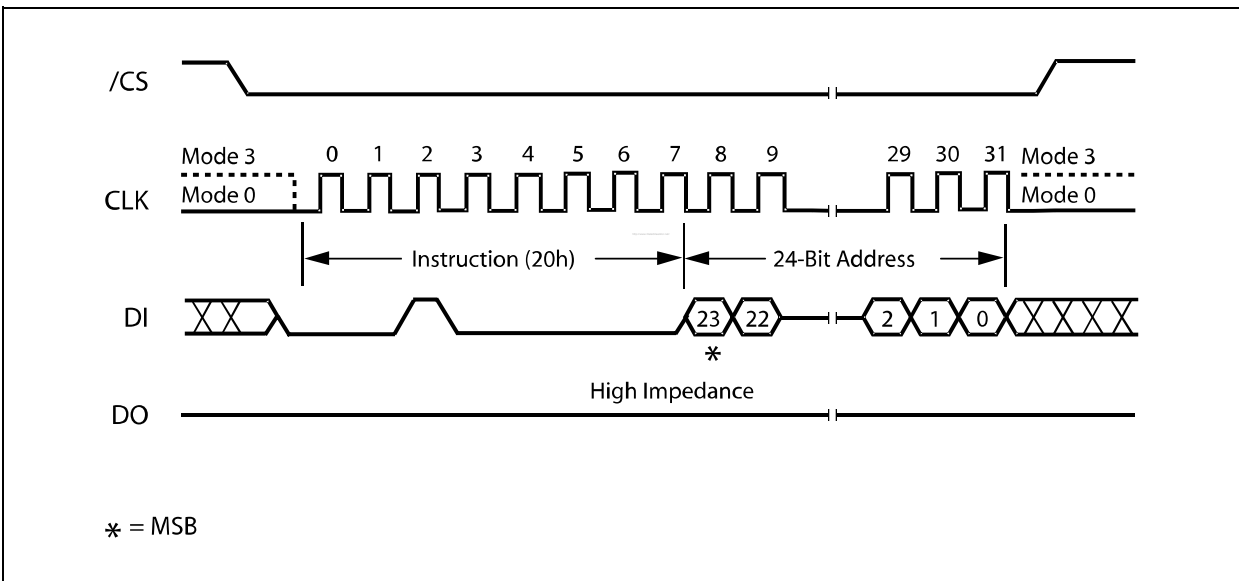 /CS
Mode 3 0 1 2 3 4 5 6 7 8 9 29 30 31 Mode 3
CLK Mode 0 Mode 0
Instruction (20h) 24-Bit Address
DI 23 22 2 1 0
*
High Impedance
DO
* = MSB